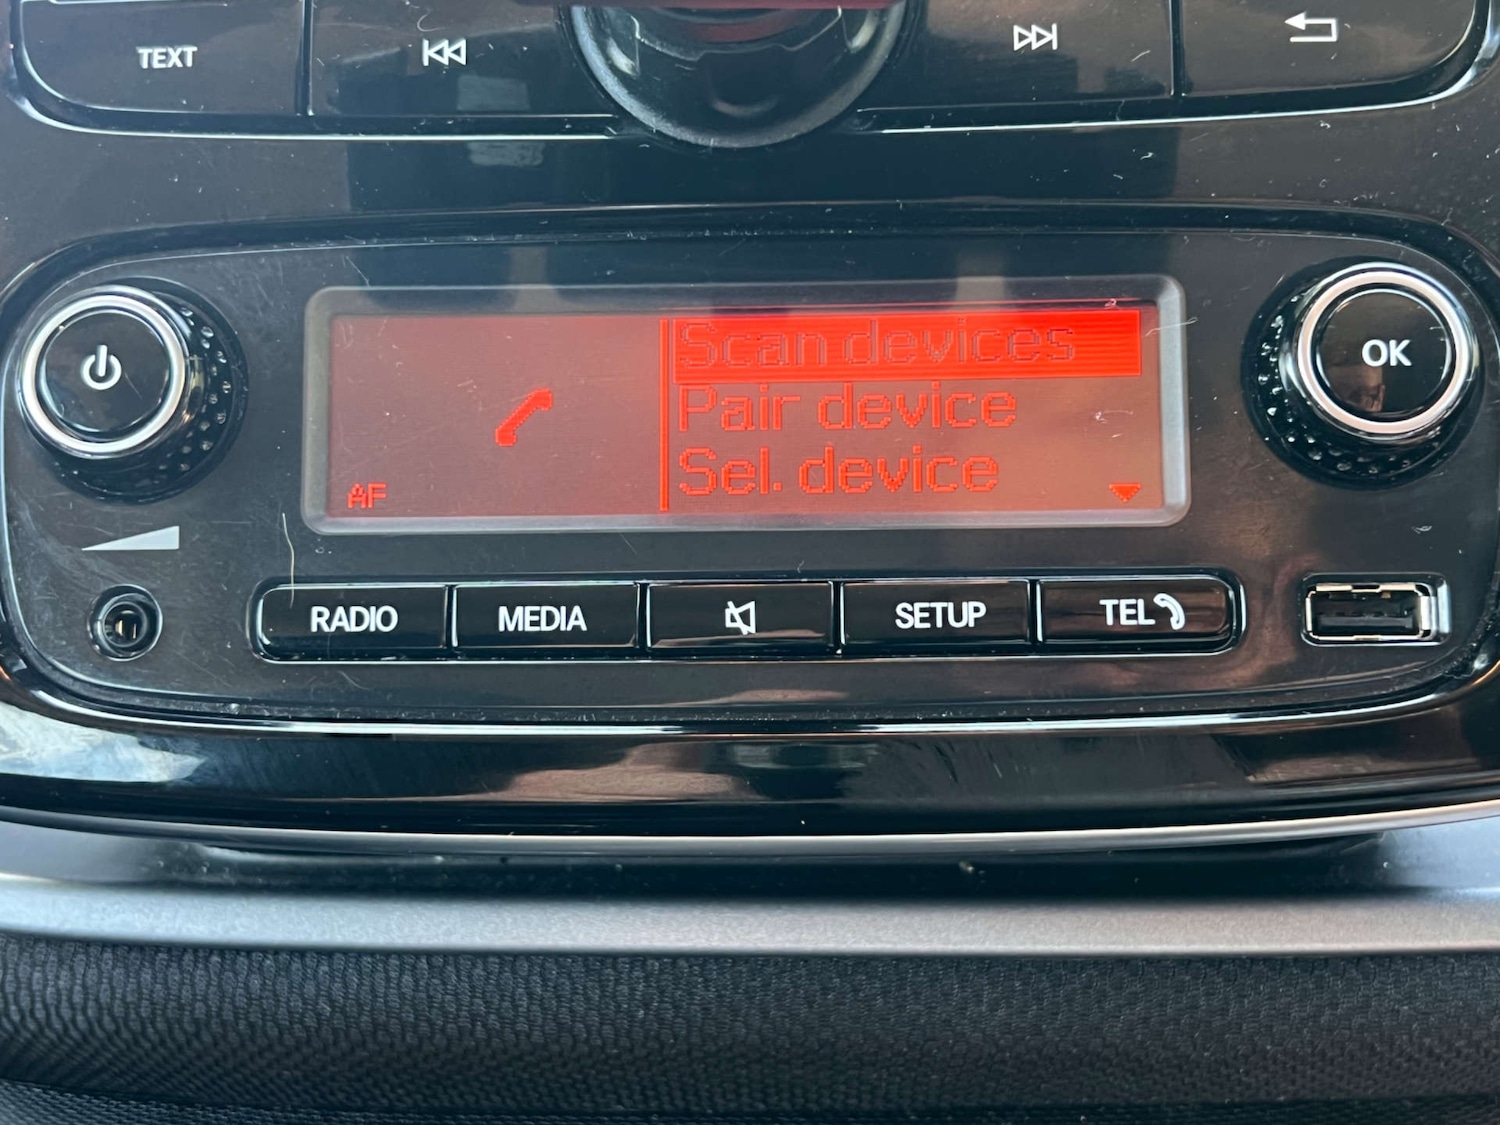 TEXT
Scan devices
Pair device
Sel. device
AF
OK
RADIO
MEDIA
SETUP
TEL